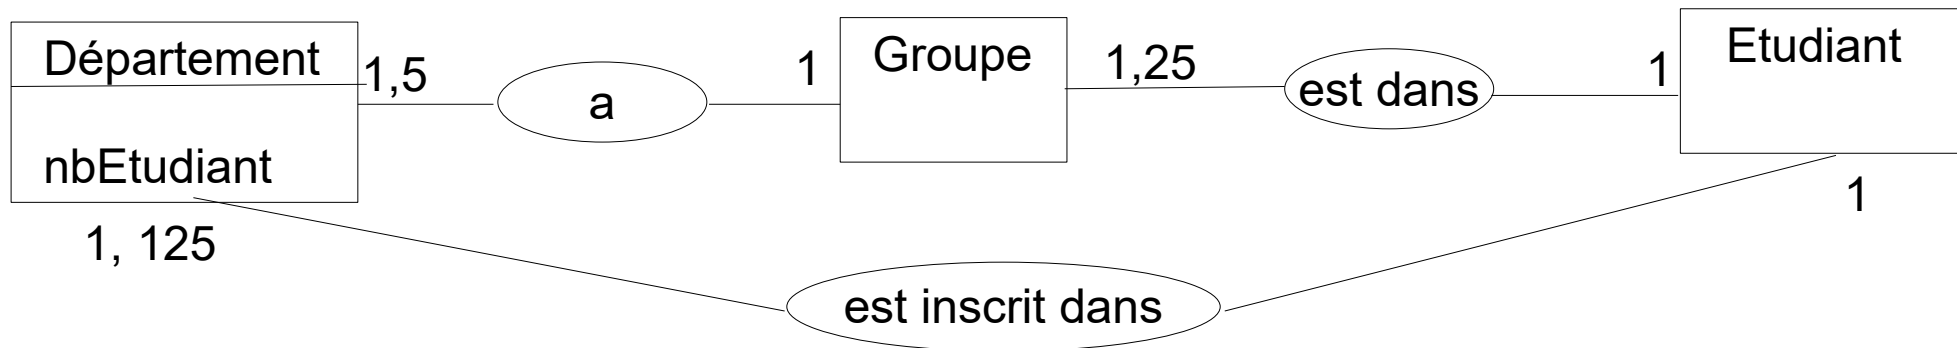 Département
nbEtudiant
1,5
a
1
Groupe
1,25
est dans
1
Etudiant
1, 125
est inscrit dans
1